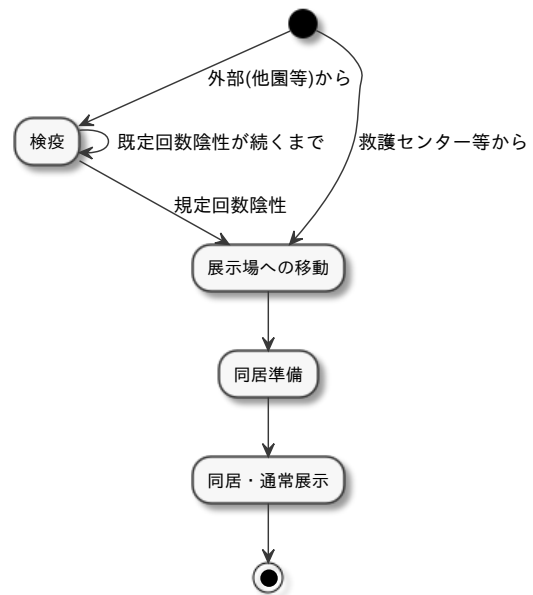 外部(他園等)から
検疫
既定回数陰性が続くまで
救護センター等から
規定回数陰性
展示場への移動
同居準備
同居・通常展示